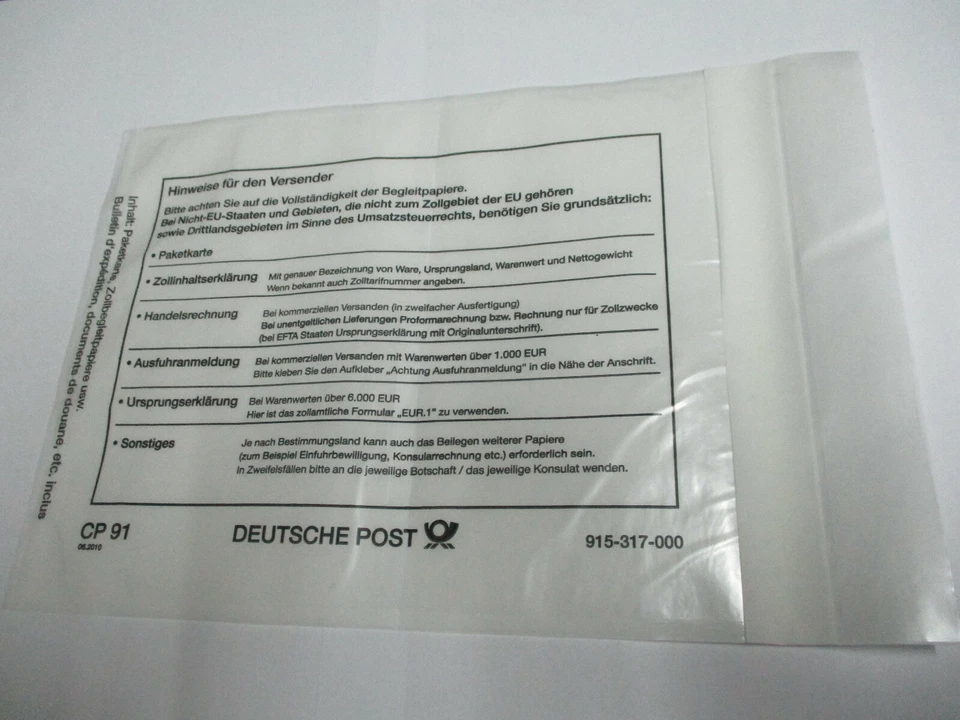 Hinweise für den Versender
Bitte achten Sie auf die Vollständigkeit der Begleitpapiere.
Bei Nicht-EU-Staaten und Gebieten, die nicht zum Zollgebiet der EU gehören
sowie Drittlandsgebieten im Sinne des Umsatzsteuerrechts, benötigen Sie grundsätzlich:
• Paketkarte
• Zollinhaltserklärung Mit genauer Bezeichnung von Ware, Ursprungsland, Warenwert und Nettogewicht
Wenn bekannt auch Zolltarifnummer angeben.
• Handelsrechnung Bei kommerziellen Versanden (in zweifacher Ausfertigung)
Bei unentgeltlichen Lieferungen Proformarechnung bzw. Rechnung nur für Zollzwecke
(bei EFTA Staaten Ursprungserklärung mit Originalunterschrift).
• Ausfuhranmeldung Bei kommerziellen Versanden mit Warenwerten über 1.000 EUR
Bitte kleben Sie den Aufkleber „Achtung Ausfuhranmeldung" in die Nähe der Anschrift.
• Ursprungserklärung Bei Warenwerten über 6.000 EUR
Hier ist das zollamtliche Formular „EUR.1" zu verwenden.
• Sonstiges Je nach Bestimmungsland kann auch das Beilegen weiterer Papiere
(zum Beispiel Einfuhrbewilligung, Konsularrechnung etc.) erforderlich sein.
In Zweifelsfällen bitte an die jeweilige Botschaft / das jeweilige Konsulat wenden.
Inhalt: Paketkarte, Zollbegleitpapiere usw.
Bulletin d'expédition, documents de douane, etc. inclus
CP 91
06.2010
DEUTSCHE POST
915-317-000